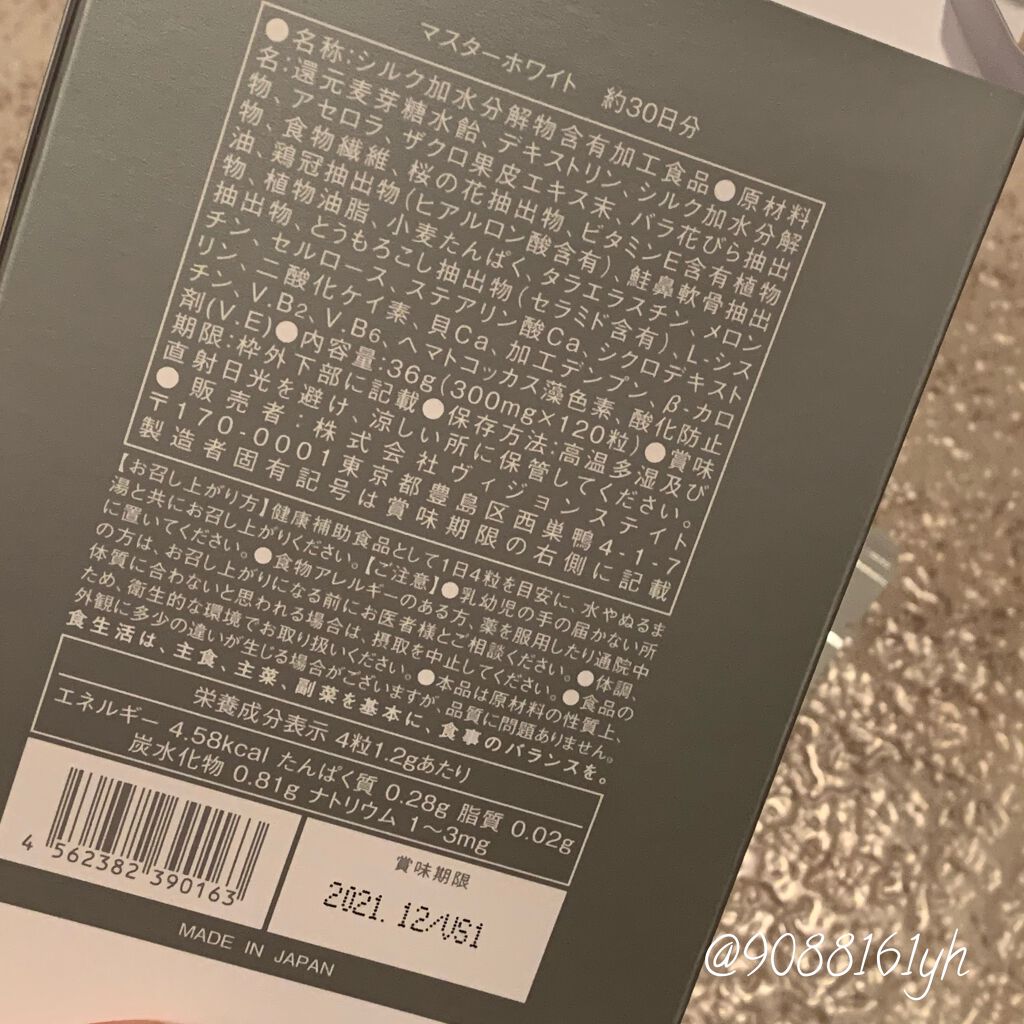 マスターホワイト 約30日分
●名称:シルク加水分解物含有加工食品●原材料
名:還元麦芽糖水飴、デキストリン、シルク加水分解
物、アセロラ、ザクロ果皮エキス末、バラ花びら抽出
物、食物繊維、桜の花抽出物、ビタミンE含有植物
油、鶏冠抽出物(ヒアルロン酸含有)、鮭鼻軟骨抽出
物、植物油脂、小麦たんぱく、タラエラスチン、メロン
抽出物、とうもろこし抽出物(セラミド含有)、L-シス
チン、セルロース、ステアリン酸Ca、シクロデキスト
リン、二酸化ケイ素、貝Ca、加工デンプン、β-カロ
チン、V.B2、V.B6、ヘマトコッカス藻色素、酸化防止
剤(V.E)●内容量:36g(300mg×120粒)●賞味
期限:枠外下部に記載●保存方法:高温多湿及び
直射日光を避け、涼しい所に保管してください。
●販売者:株式会社ヴィジョンステイト
〒170-0001東京都豊島区西巣鴨4-1-7
製造者固有記号は賞味期限の右側に記載
【お召し上がり方】健康補助食品として1日4粒を目安に、水やぬるま
湯と共にお召し上がりください。【ご注意】●乳幼児の手の届かない所
に置いてください。●食物アレルギーのある方、薬を服用したり通院中
の方は、お召し上がりになる前にお医者様とご相談ください。●体調、
体質に合わないと思われる場合は、摂取を中止してください。●食品の
ため、衛生的な環境でお取り扱いください。●本品は原材料の性質上、
外観に多少の違いが生じる場合がございますが、品質に問題ありません。
食生活は、主食、主菜、副菜を基本に、食事のバランスを。
栄養成分表示 4粒1.2gあたり
エネルギー 4.58kcal たんぱく質 0.28g 脂質 0.02g
炭水化物 0.81g ナトリウム 1～3mg
4 562382 390163
賞味期限
2021.12/VS1
MADE IN JAPAN
@9088161yh